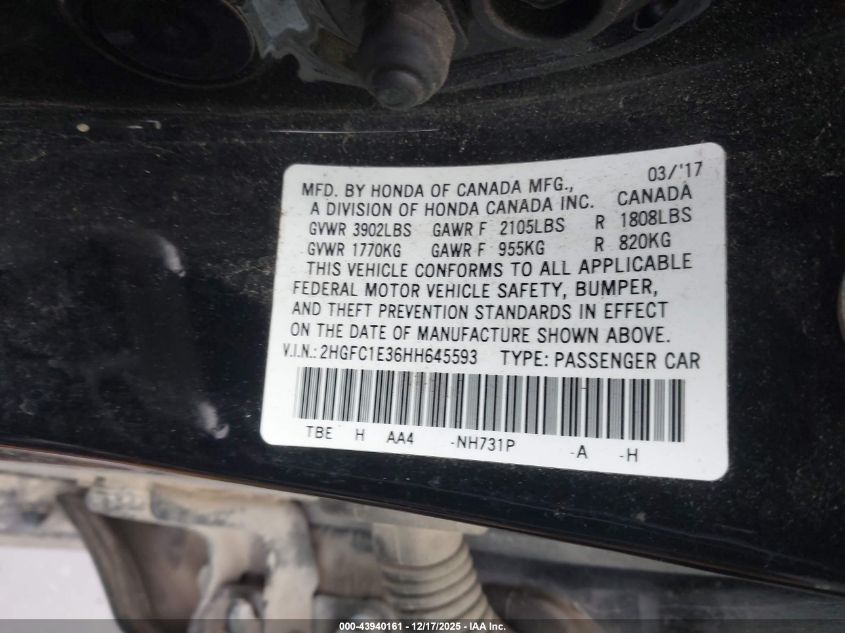 03/'17
MFD. BY HONDA OF CANADA MFG., CANADA
A DIVISION OF HONDA CANADA INC.
GVWR 3902LBS GAWR F 2105LBS R 1808LBS
GVWR 1770KG GAWR F 955KG R 820KG
THIS VEHICLE CONFORMS TO ALL APPLICABLE
FEDERAL MOTOR VEHICLE SAFETY, BUMPER,
AND THEFT PREVENTION STANDARDS IN EFFECT
ON THE DATE OF MANUFACTURE SHOWN ABOVE.
V.I.N.: 2HGFC1E36HH645593 TYPE: PASSENGER CAR
TBE H AA4 -NH731P -A -H
000-43940161 - 12/17/2025 - IAA Inc.